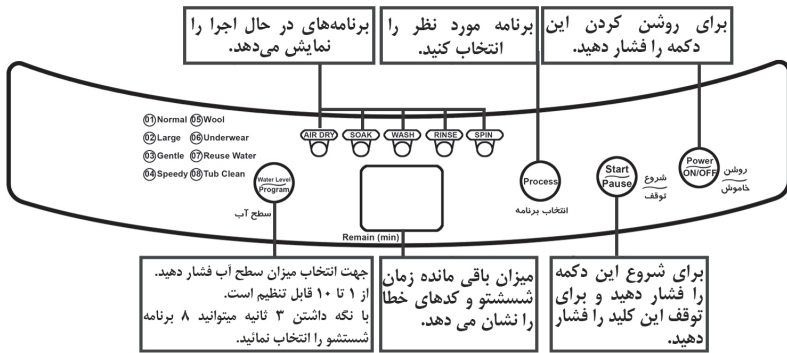 برای روشن کردن این
دکمه را فشار دهید.
برنامه مورد نظر را
انتخاب کنید.
برنامه‌های در حال اجرا را
نمایش می‌دهد.
01 Normal 05 Wool
02 Large 06 Underwear
03 Gentle 07 Reuse Water
04 Speedy 08 Tub Clean
AIR DRY SOAK WASH RINSE SPIN
Water Level
Program
سطح آب
Remain (min)
Process
انتخاب برنامه
Start
Pause
شروع
توقف
Power
ON/OFF
روشن
خاموش
برای شروع این دکمه
را فشار دهید و برای
توقف این کلید را فشار
دهید.
میزان باقی مانده زمان
شسشتو و کدهای خطا
را نشان می دهد.
جهت انتخاب میزان سطح آب فشار دهید.
از ۱ تا ۱۰ قابل تنظیم است.
با نگه داشتن ۳ ثانیه میتوانید ۸ برنامه
شستشو را انتخاب نمائید.